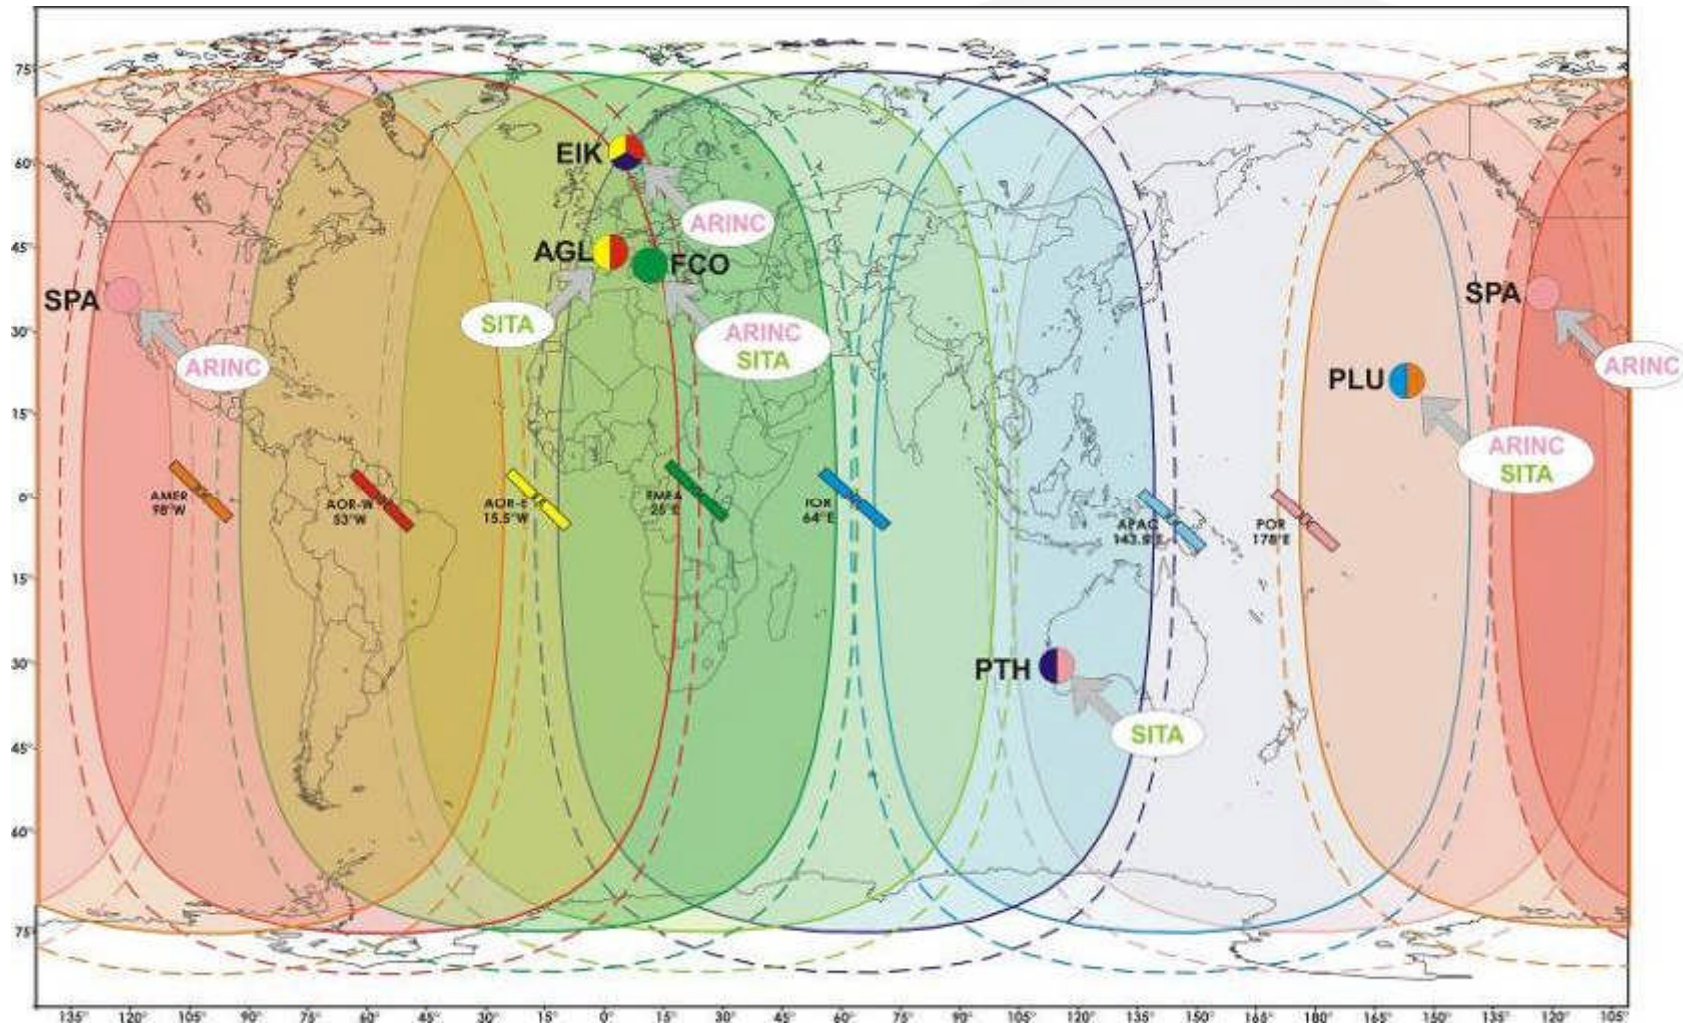 75°
60°
45°
30°
15°
0°
15°
30°
45°
60°
75°
EIK
ARINC
AGL
FCO
SITA
ARINC
SITA
SPA
ARINC
SPA
ARINC
PLU
ARINC
SITA
AMER
98°W
AOR-W
53°W
AOR-E
15.5°W
EMEA
25°E
IOR
64°E
APAC
143.5°E
POR
178°E
PTH
SITA
135° 120° 105° 90° 75° 60° 45° 30° 15° 0° 15° 30° 45° 60° 75° 90° 105° 120° 135° 150° 165° 180° 165° 150° 135° 120° 105°